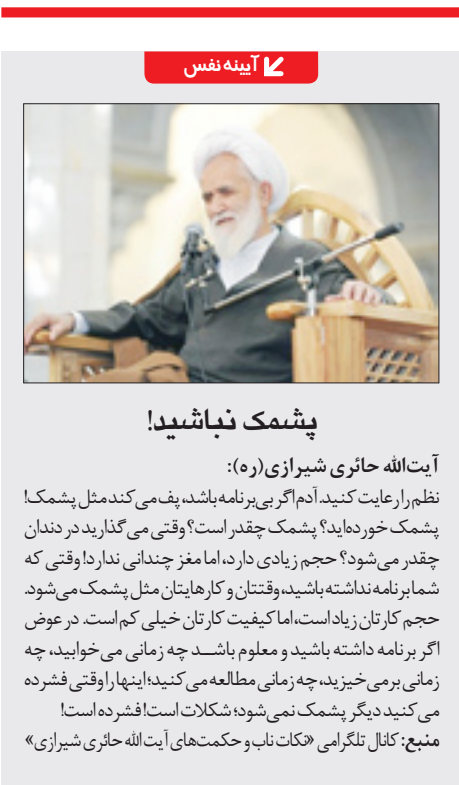 آیینه نفس
پشمک نباشید!
آیت‌الله حائری شیرازی(ره):
نظم را رعایت کنید. آدم اگر بی‌برنامه باشد، پف می‌کند مثل پشمک!
پشمک خورده‌اید؟ پشمک چقدر است؟ وقتی می‌گذارید در دندان
چقدر می‌شود؟ حجم زیادی دارد، اما مغز چندانی ندارد! وقتی که
شما برنامه نداشته باشید، وقتتان و کارهایتان مثل پشمک می‌شود.
حجم کارتان زیاد است، اما کیفیت کارتان خیلی کم است. در عوض
اگر برنامه داشته باشید و معلوم باشد چه زمانی می‌خوابید، چه
زمانی برمی‌خیزید، چه زمانی مطالعه می‌کنید؛ اینها را وقتی فشرده
می‌کنید دیگر پشمک نمی‌شود؛ شکلات است! فشرده است!
منبع: کانال تلگرامی «نکات ناب و حکمت‌های آیت‌الله حائری شیرازی»